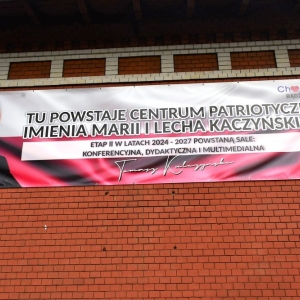 TU POWSTAJE CENTRUM PATRIOTYCZ
IMIENIA MARII I LECHA KACZYŃSKI
ETAP II W LATACH 2024 - 2027 POWSTANĄ SALE:
KONFERENCYJNA, DYDAKTYCZNA I MULTIMEDIALNA